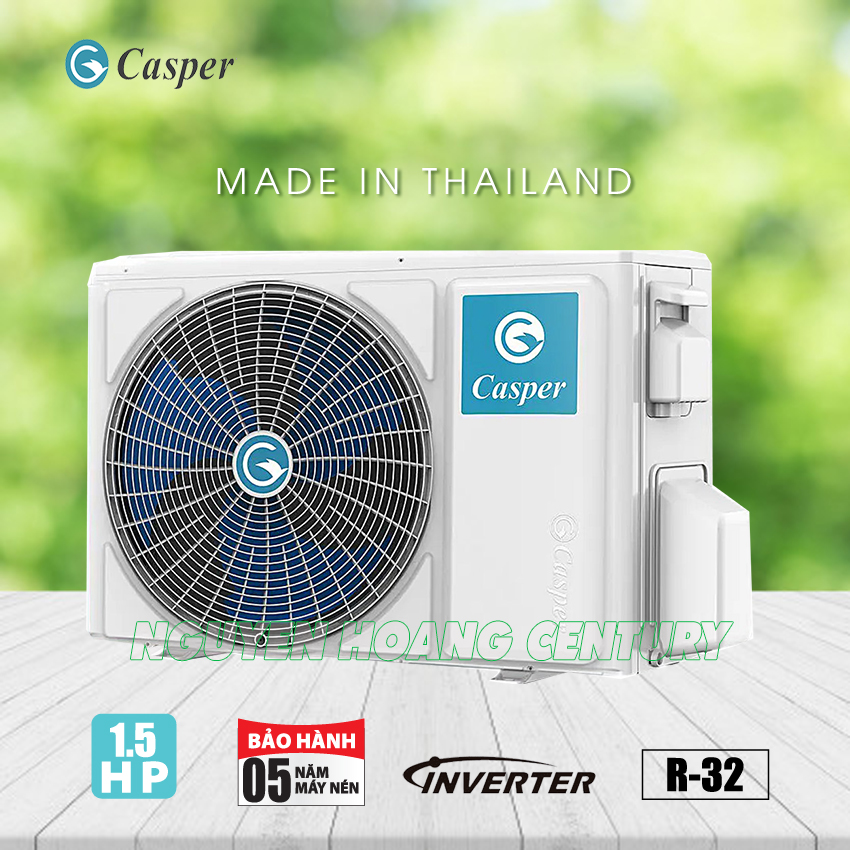 Casper
MADE IN THAILAND
Casper
Casper
NGUYEN HOANG CENTURY
1.5
HP
BẢO HÀNH
05 NĂM
MÁY NÉN
INVERTER
R-32